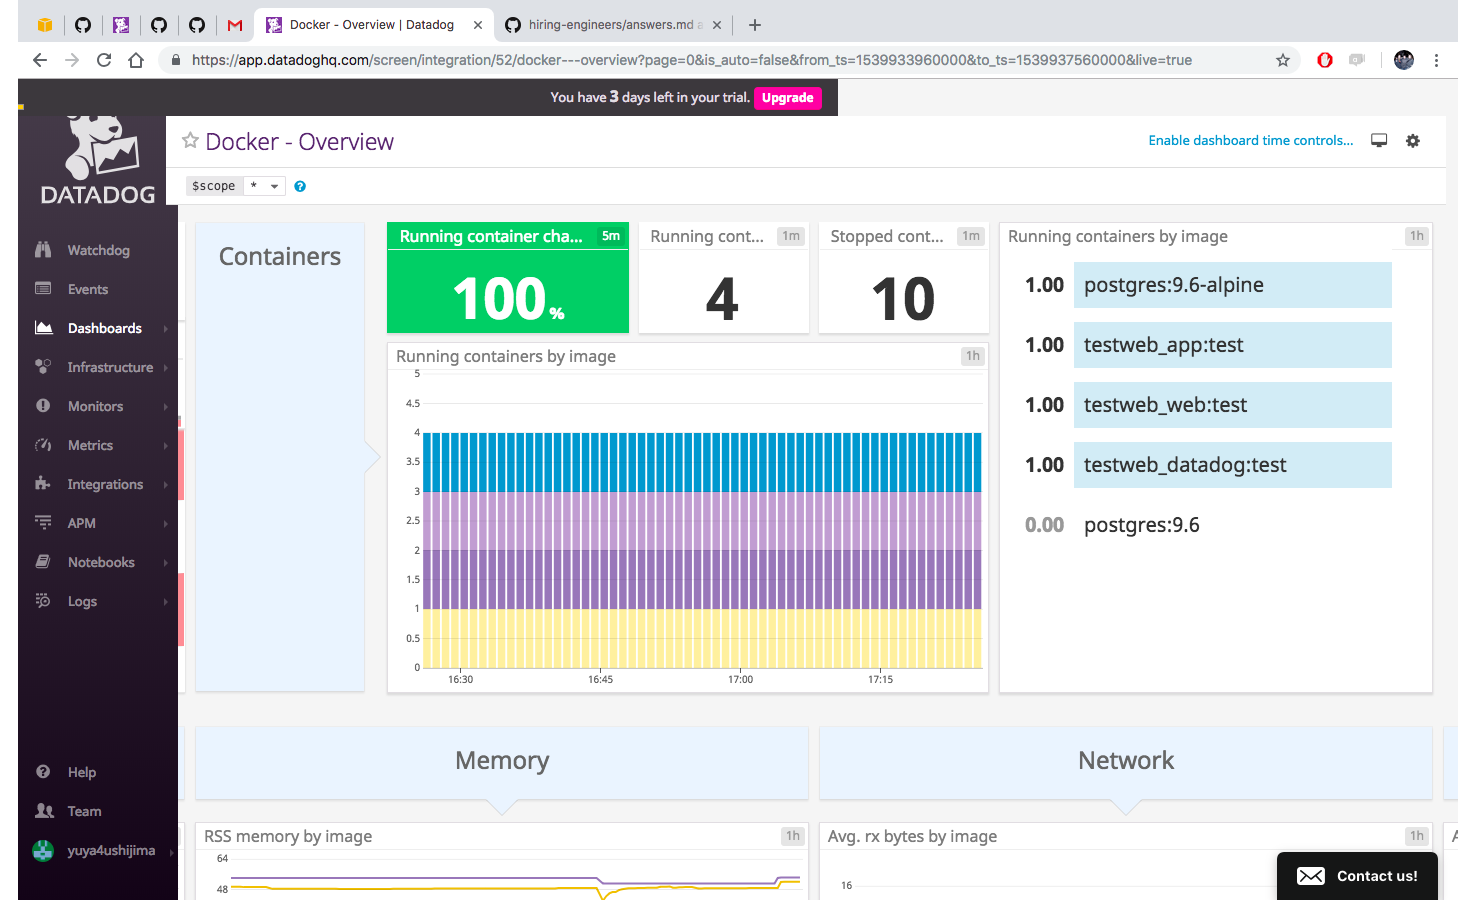 Docker - Overview | Datadog
hiring-engineers/answers.md a
https://app.datadoghq.com/screen/integration/52/docker---overview?page=0&is_auto=false&from_ts=1539933960000&to_ts=1539937560000&live=true
You have 3 days left in your trial. Upgrade
DATADOG
Watchdog
Events
Dashboards
Infrastructure
Monitors
Metrics
Integrations
APM
Notebooks
Logs
Help
Team
yuya4ushijima
Docker - Overview
Enable dashboard time controls...
$scope * ?
Containers
Running container cha... 5m
100%
Running cont... 1m
4
Stopped cont... 1m
10
Running containers by image 1h
5
4.5
4
3.5
3
2.5
2
1.5
1
0.5
0
16:30 16:45 17:00 17:15
Running containers by image 1h
1.00 postgres:9.6-alpine
1.00 testweb_app:test
1.00 testweb_web:test
1.00 testweb_datadog:test
0.00 postgres:9.6
Memory
Network
RSS memory by image 1h
64
48
Avg. rx bytes by image 1h
16
Contact us!